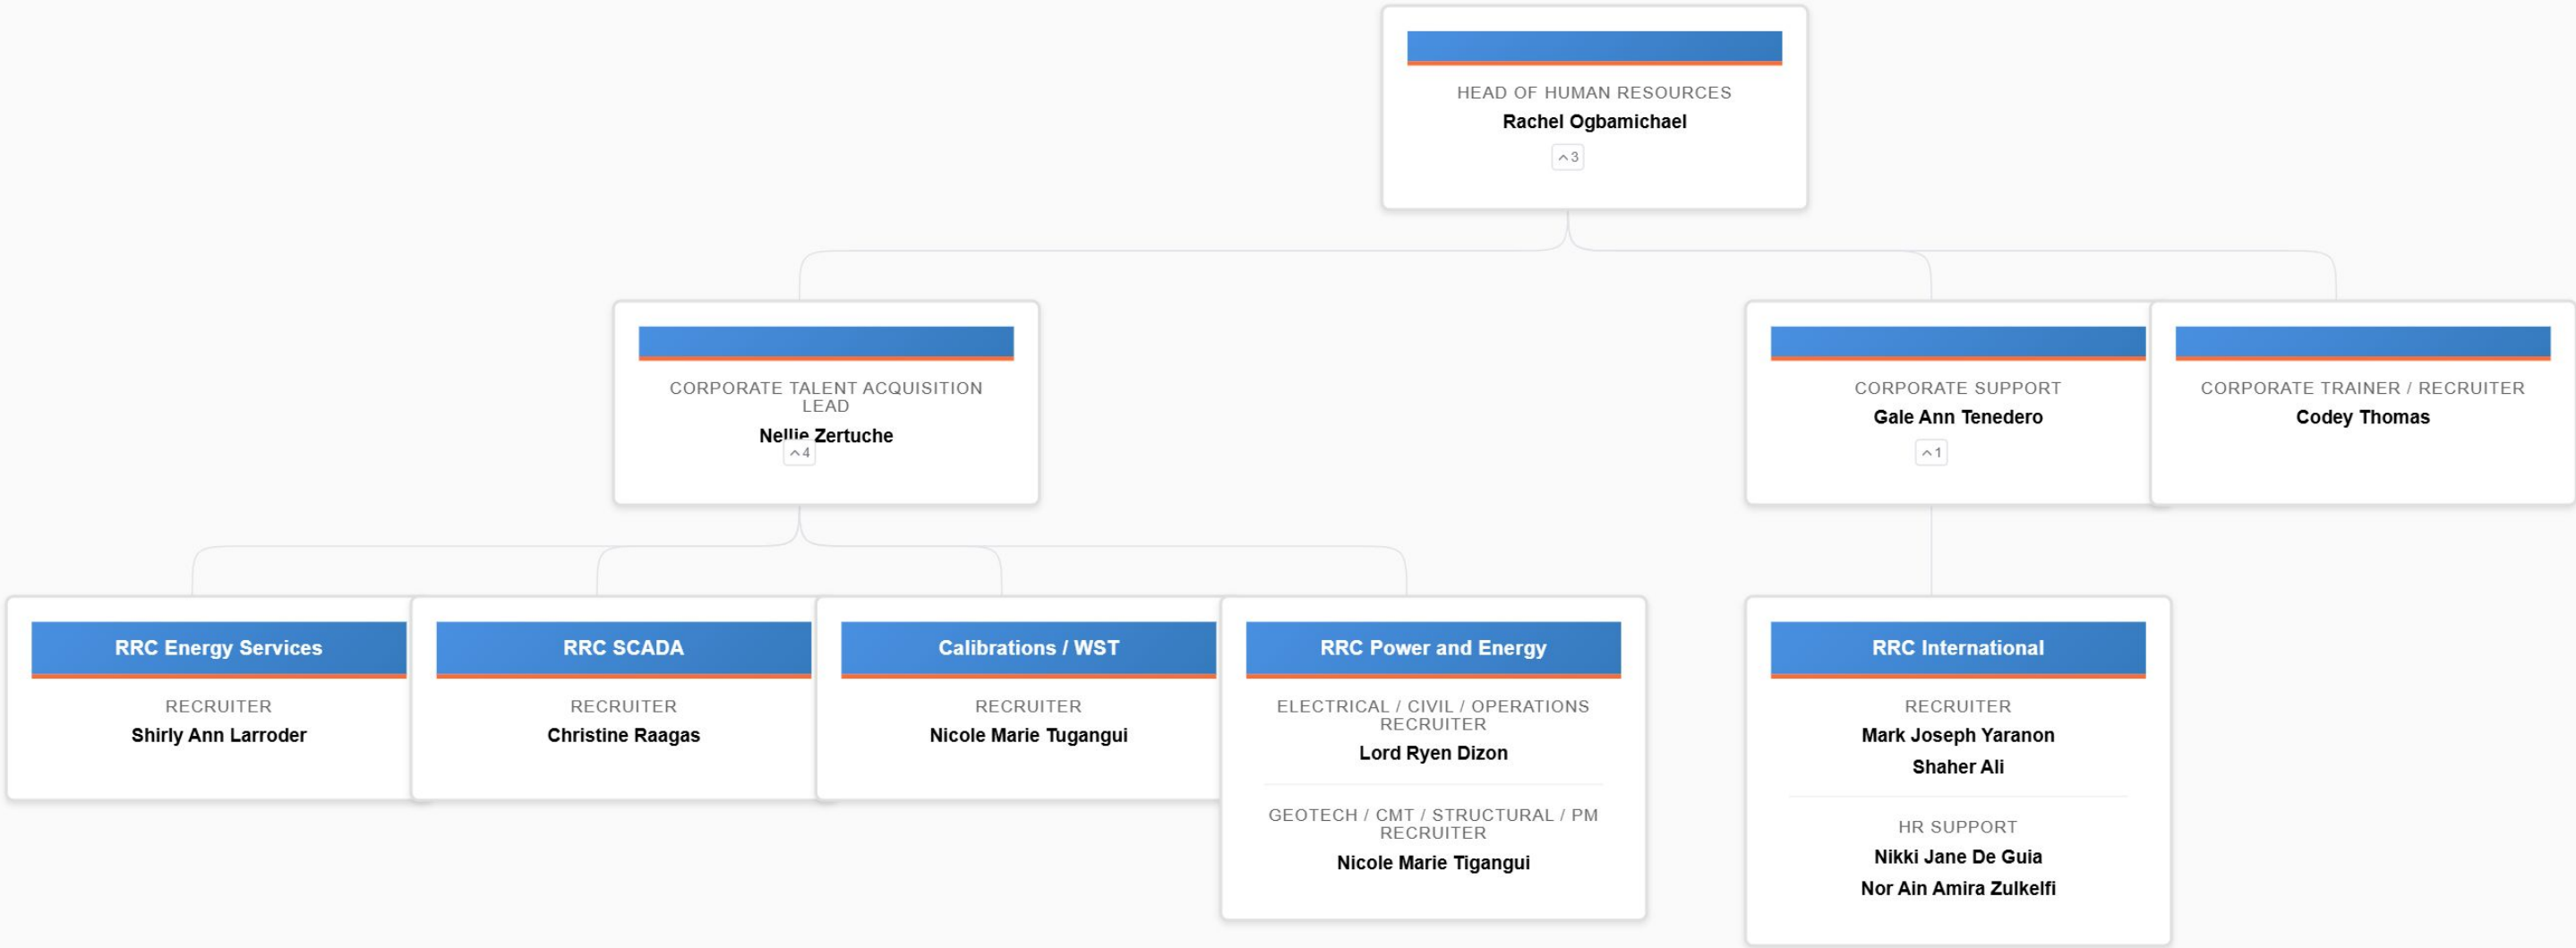 HEAD OF HUMAN RESOURCES
Rachel Ogbamichael
3
CORPORATE TALENT ACQUISITION
LEAD
Nellie Zertuche
4
CORPORATE SUPPORT
Gale Ann Tenedero
1
CORPORATE TRAINER / RECRUITER
Codey Thomas
RRC Energy Services
RECRUITER
Shirly Ann Larroder
RRC SCADA
RECRUITER
Christine Raagas
Calibrations / WST
RECRUITER
Nicole Marie Tugangui
RRC Power and Energy
ELECTRICAL / CIVIL / OPERATIONS
RECRUITER
Lord Ryen Dizon
GEOTECH / CMT / STRUCTURAL / PM
RECRUITER
Nicole Marie Tigangui
RRC International
RECRUITER
Mark Joseph Yaranon
Shaher Ali
HR SUPPORT
Nikki Jane De Guia
Nor Ain Amira Zulkelfi